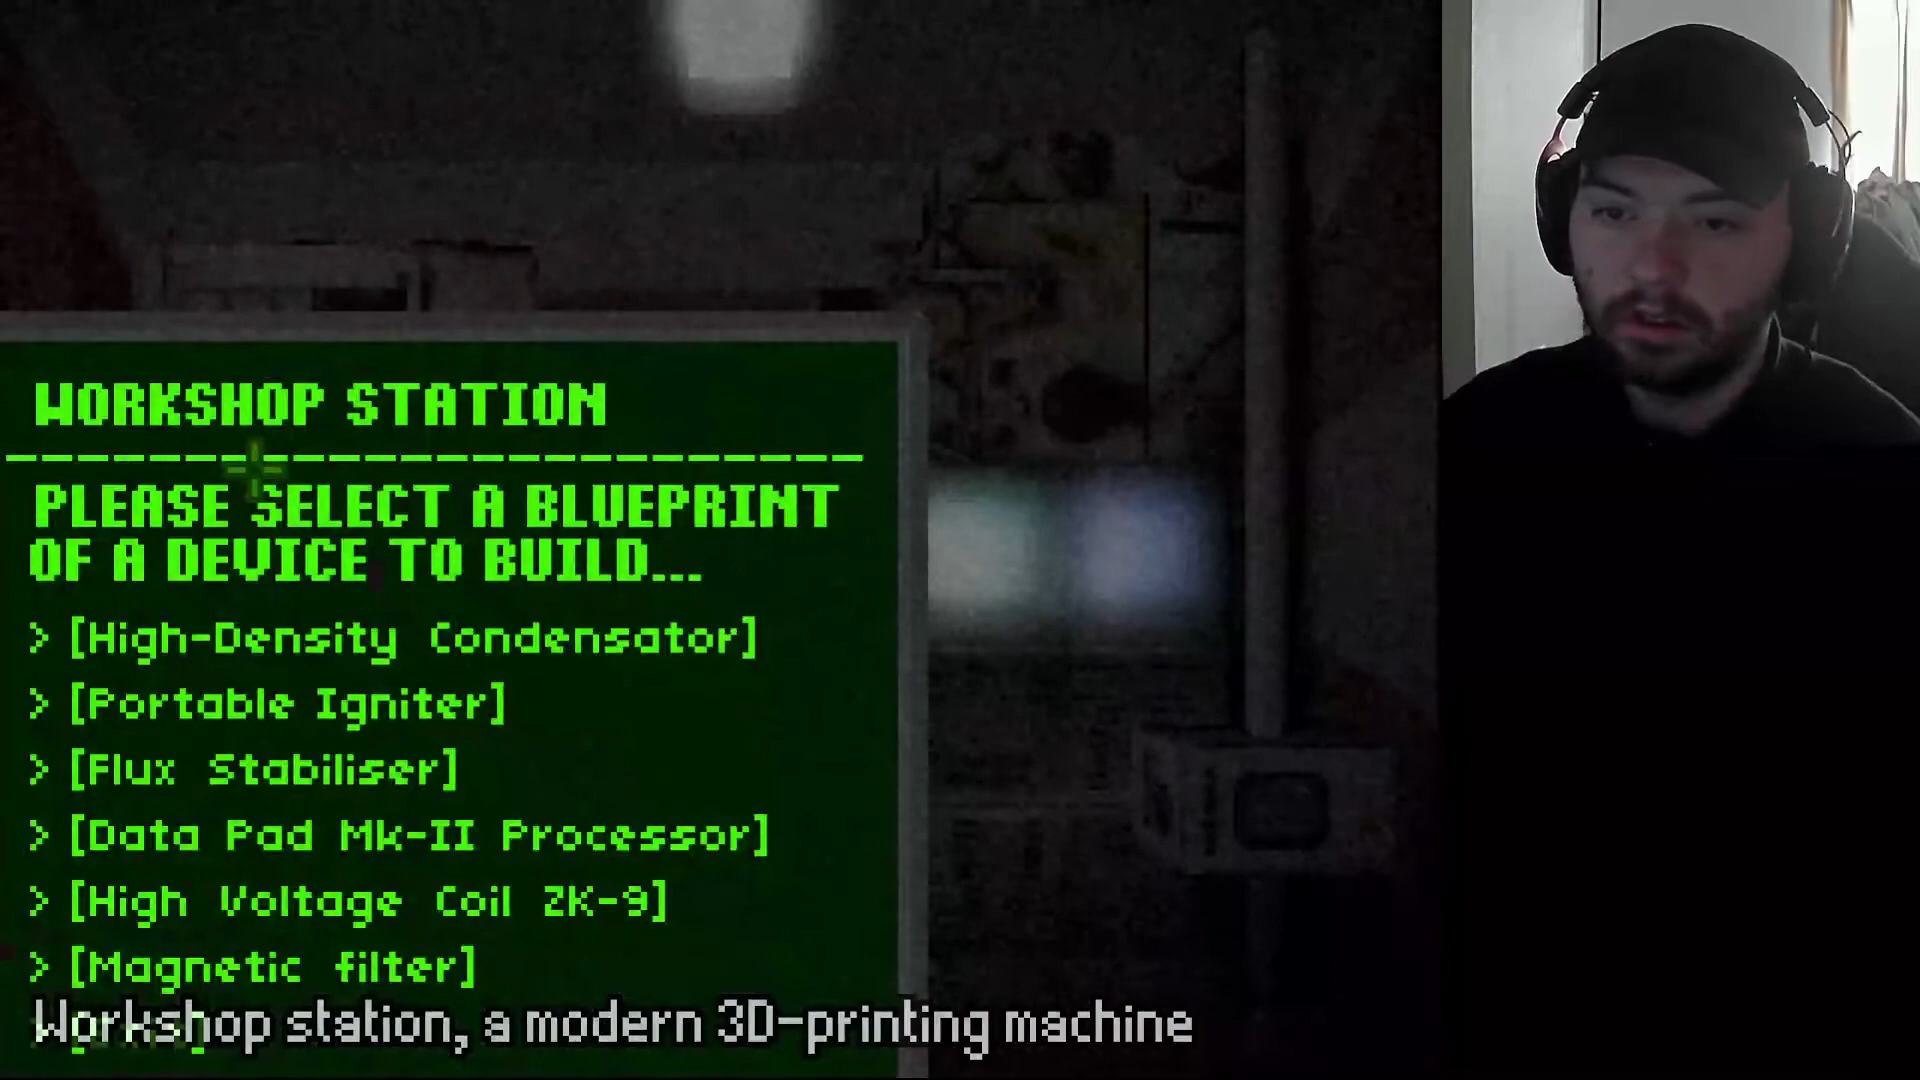 WORKSHOP STATION
PLEASE SELECT A BLUEPRINT
OF A DEVICE TO BUILD...
> [High-Density Condensator]
> [Portable Igniter]
> [Flux Stabiliser]
> [Data Pad Mk-II Processor]
> [High Voltage Coil ZK-9]
> [Magnetic filter]
Workshop station, a modern 3D-printing machine